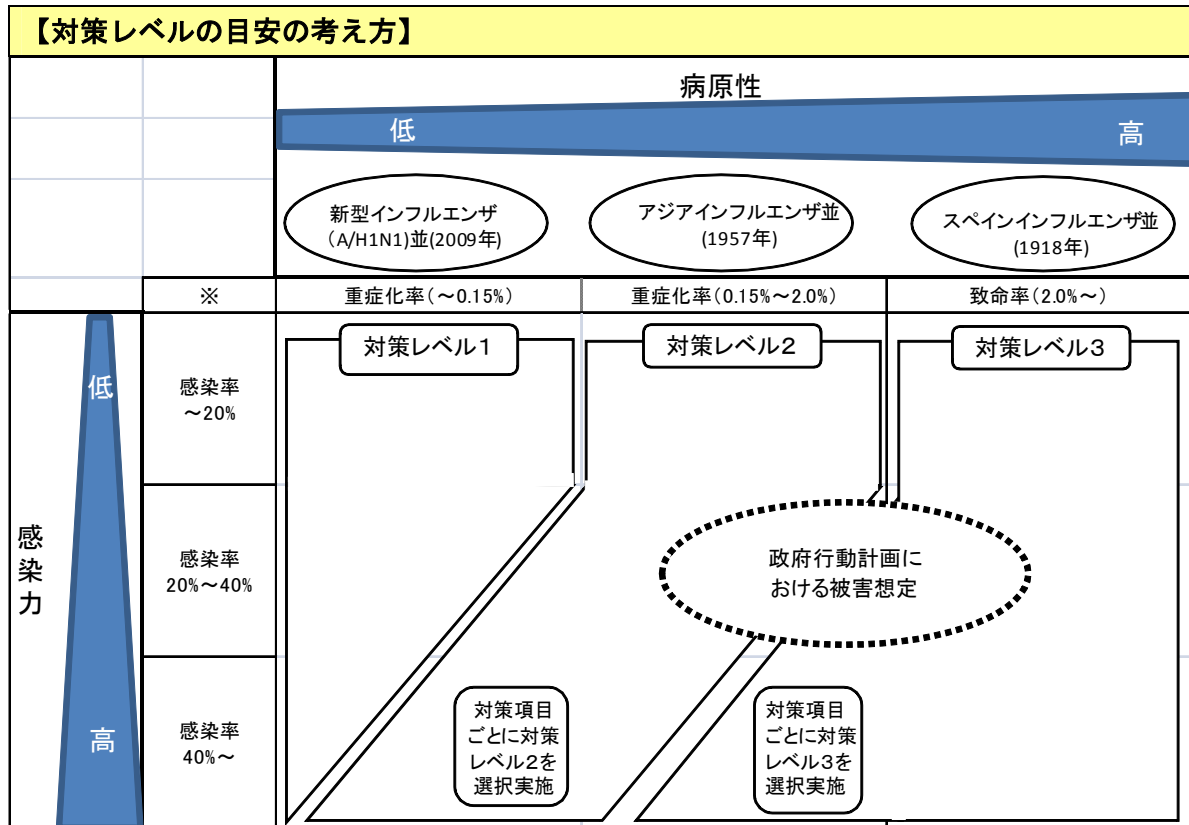 【対策レベルの目安の考え方】
病原性
低
高
新型インフルエンザ
(A/H1N1)並(2009年)
アジアインフルエンザ並
(1957年)
スペインインフルエンザ並
(1918年)
※
重症化率(~0.15%)
重症化率(0.15%~2.0%)
致命率(2.0%~)
対策レベル1
対策レベル2
対策レベル3
感染力
低
高
感染率
~20%
感染率
20%~40%
感染率
40%~
政府行動計画に
おける被害想定
対策項目
ごとに対策
レベル2を
選択実施
対策項目
ごとに対策
レベル3を
選択実施